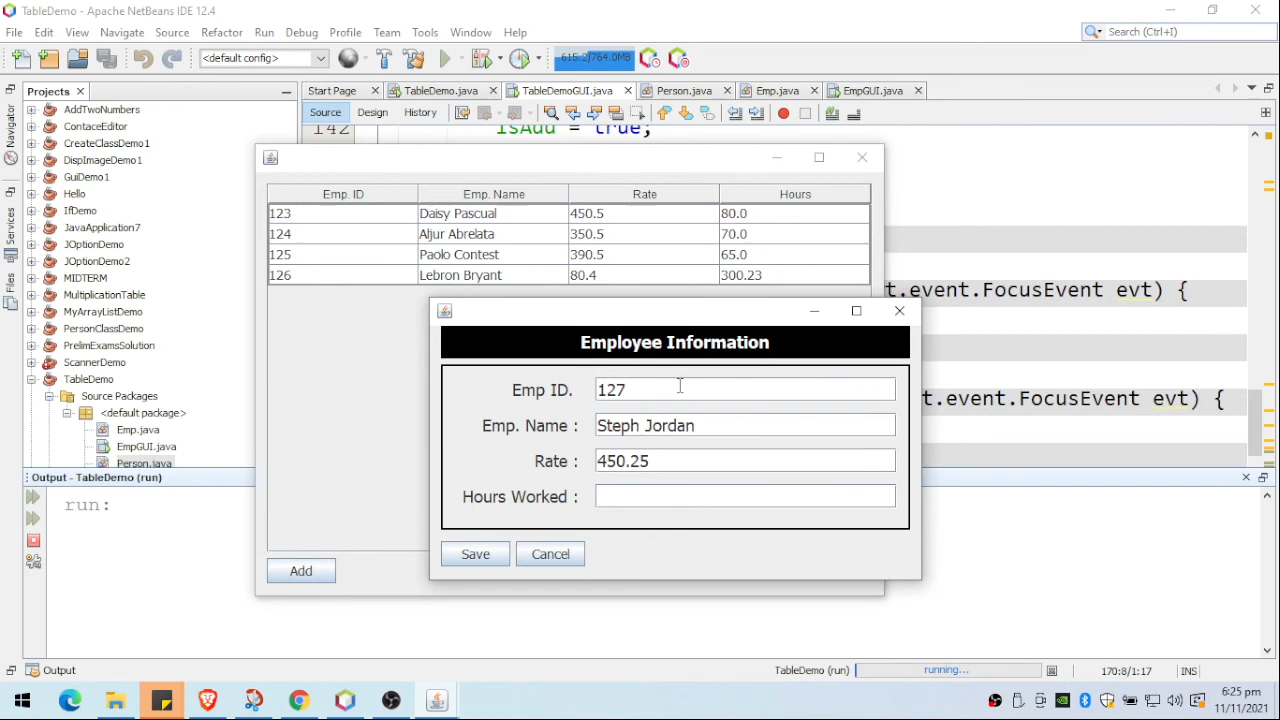 TableDemo - Apache NetBeans IDE 12.4
File Edit View Navigate Source Refactor Run Debug Profile Team Tools Window Help
Search (Ctrl+I)
<default config>
615.2/764.0MB
Projects
Start Page TableDemo.java TableDemoGUI.java Person.java Emp.java EmpGUI.java
Source Design History
Navigator
Services
Files
AddTwoNumbers
ContaceEditor
CreateClassDemo1
DispImageDemo1
GuiDemo1
Hello
IfDemo
JavaApplication7
JOptionDemo
JOptionDemo2
MIDTERM
MultiplicationTable
MyArrayListDemo
PersonClassDemo
PrelimExamsSolution
ScannerDemo
TableDemo
Source Packages
<default package>
Emp.java
EmpGUI.java
Person.java
142 isAdd = true;
t.event.FocusEvent evt) {
t.event.FocusEvent evt) {
Emp. ID Emp. Name Rate Hours
123 Daisy Pascual 450.5 80.0
124 Aljur Abrelata 350.5 70.0
125 Paolo Contest 390.5 65.0
126 Lebron Bryant 80.4 300.23
Add
Employee Information
Emp ID. 127
Emp. Name : Steph Jordan
Rate : 450.25
Hours Worked :
Save Cancel
Output - TableDemo (run)
run:
Output
TableDemo (run) running... 170:8/1:17 INS
6:25 pm
11/11/2021